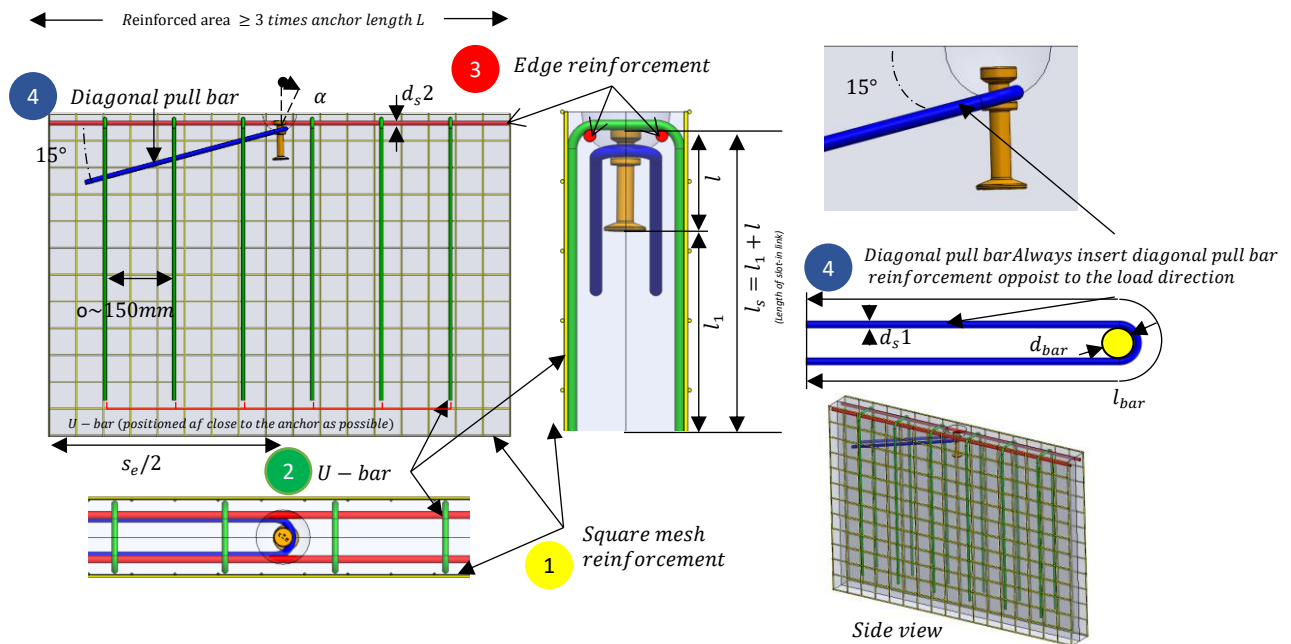 Reinforced area ≥ 3 times anchor length L
4
Diagonal pull bar
α
d_s2
15°
o~150mm
U − bar (positioned af close to the anchor as possible)
s_e/2
3
Edge reinforcement
l
l_1
l_s = l_1 + l
(Length of slot-in link)
2
U − bar
1
Square mesh
reinforcement
15°
4
Diagonal pull barAlways insert diagonal pull bar
reinforcement oppoist to the load direction
d_s1
d_bar
l_bar
Side view